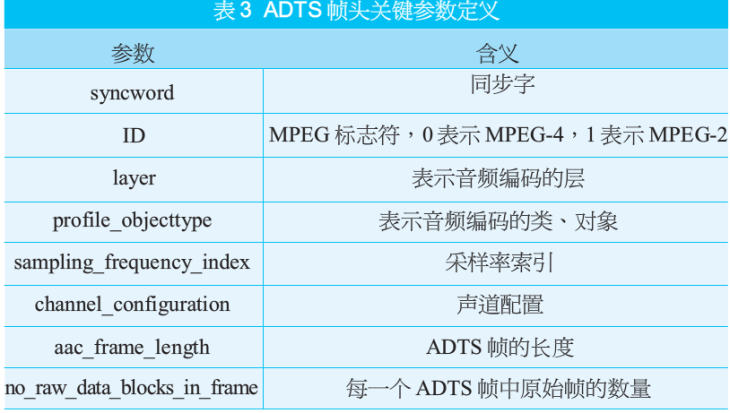 表 3 ADTS 帧头关键参数定义
参数 含义
syncword 同步字
ID MPEG 标志符，0 表示 MPEG-4，1 表示 MPEG-2
layer 表示音频编码的层
profile_objecttype 表示音频编码的类、对象
sampling_frequency_index 采样率索引
channel_configuration 声道配置
aac_frame_length ADTS 帧的长度
no_raw_data_blocks_in_frame 每一个 ADTS 帧中原始帧的数量